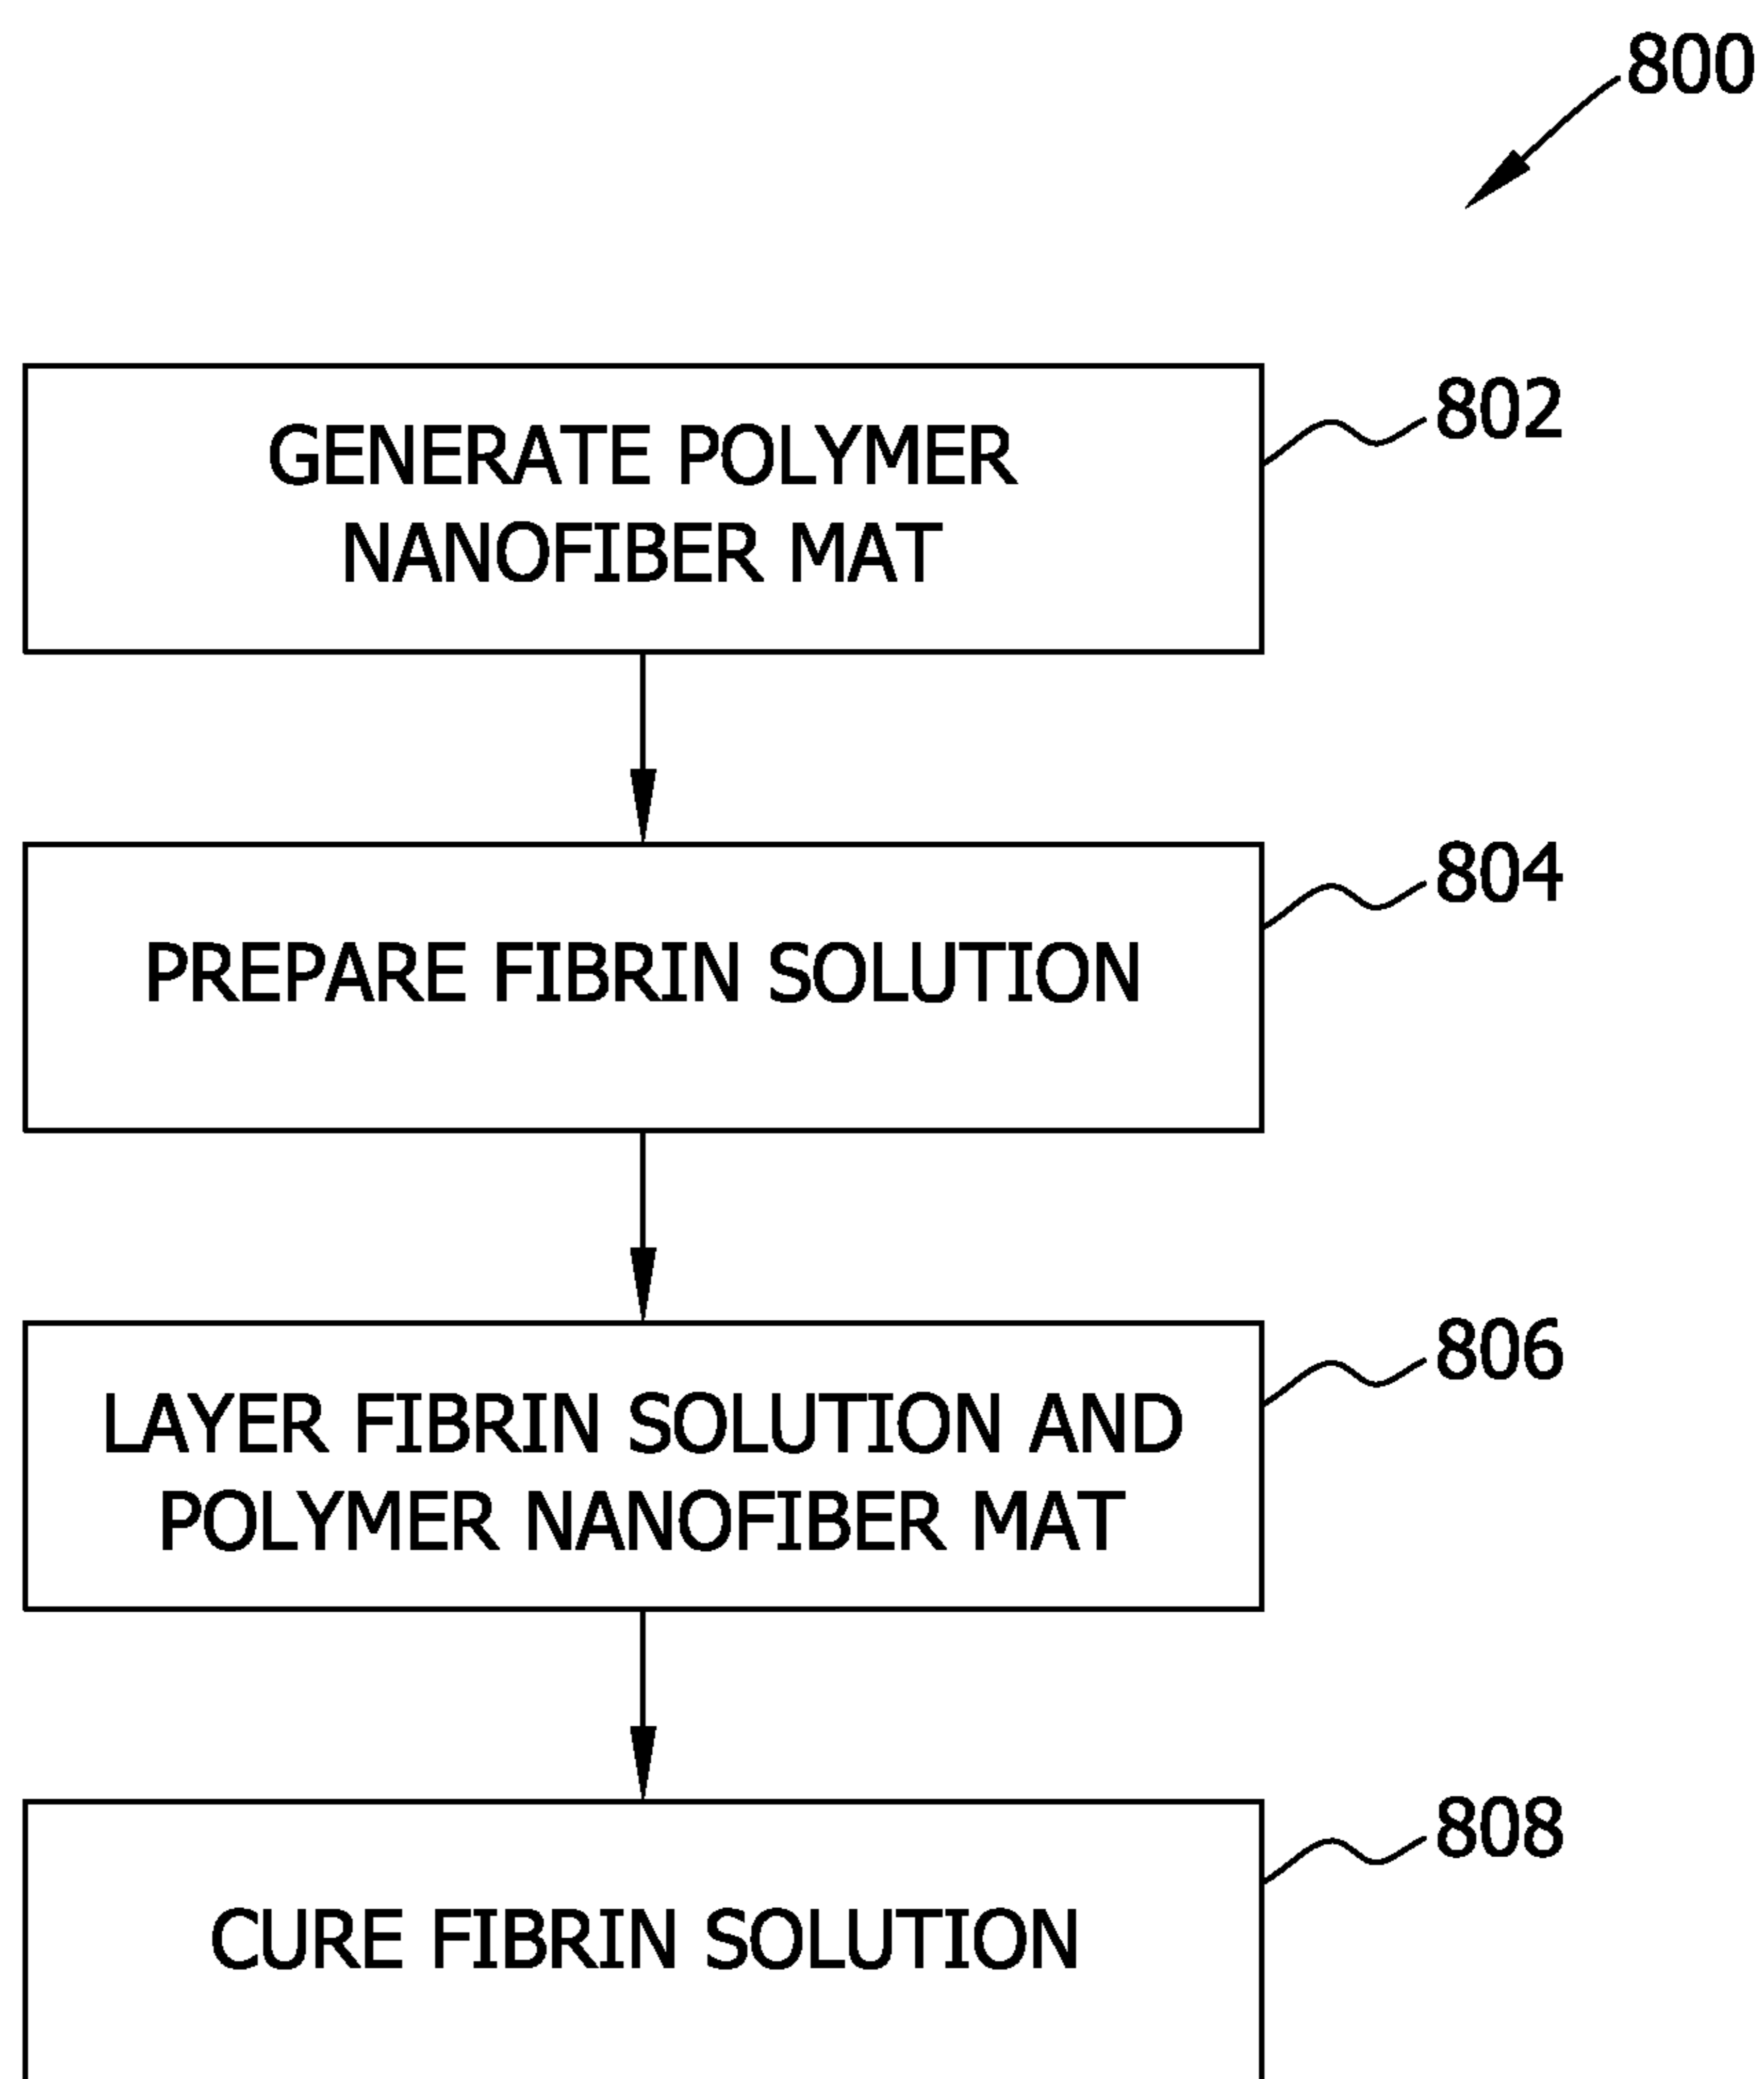 800
GENERATE POLYMER
NANOFIBER MAT
802
PREPARE FIBRIN SOLUTION
804
LAYER FIBRIN SOLUTION AND
POLYMER NANOFIBER MAT
806
CURE FIBRIN SOLUTION
808